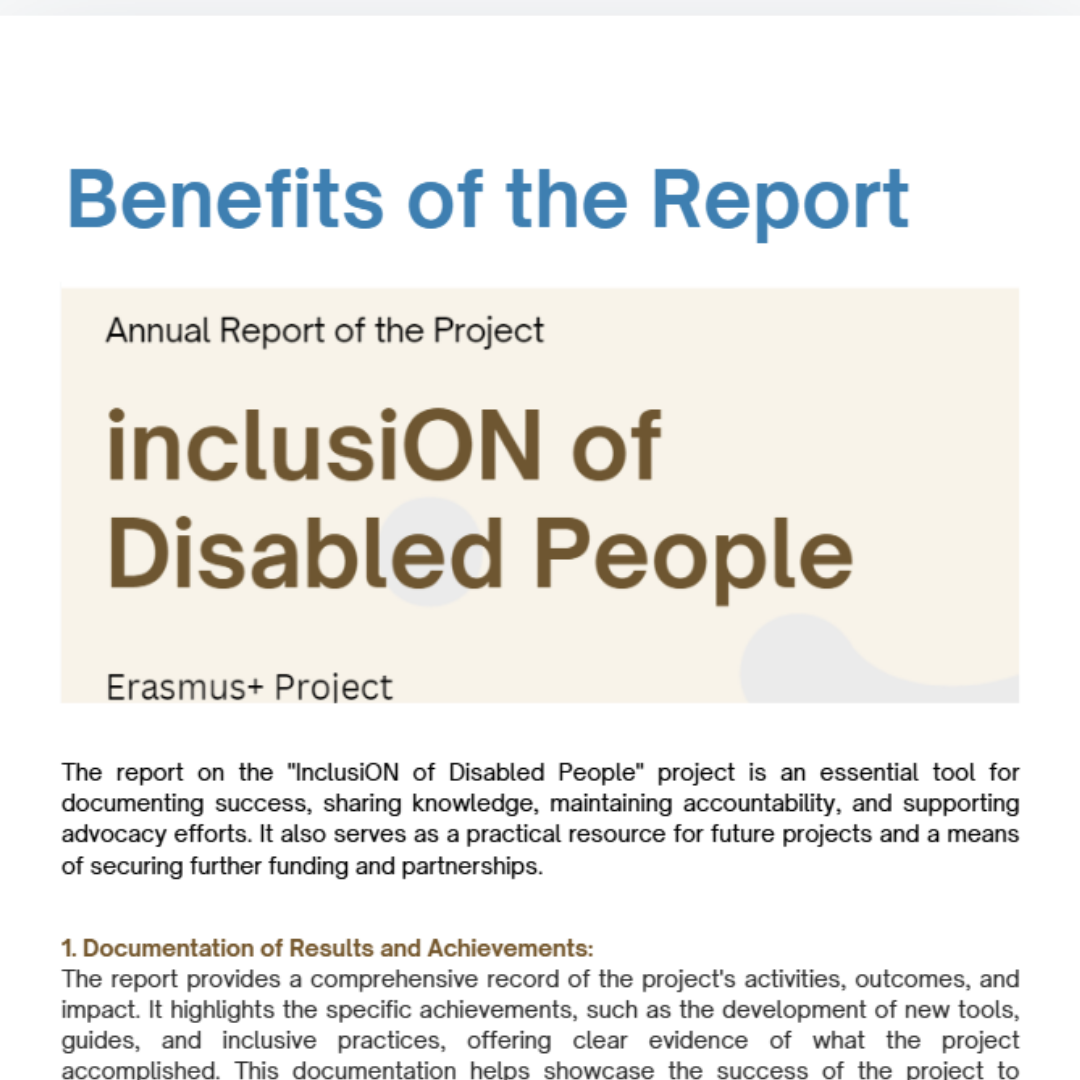 Benefits of the Report
Annual Report of the Project
inclusiON of
Disabled People
Erasmus+ Project
The report on the "InclusiON of Disabled People" project is an essential tool for
documenting success, sharing knowledge, maintaining accountability, and supporting
advocacy efforts. It also serves as a practical resource for future projects and a means
of securing further funding and partnerships.
1. Documentation of Results and Achievements:
The report provides a comprehensive record of the project's activities, outcomes, and
impact. It highlights the specific achievements, such as the development of new tools,
guides, and inclusive practices, offering clear evidence of what the project
accomplished. This documentation helps showcase the success of the project to